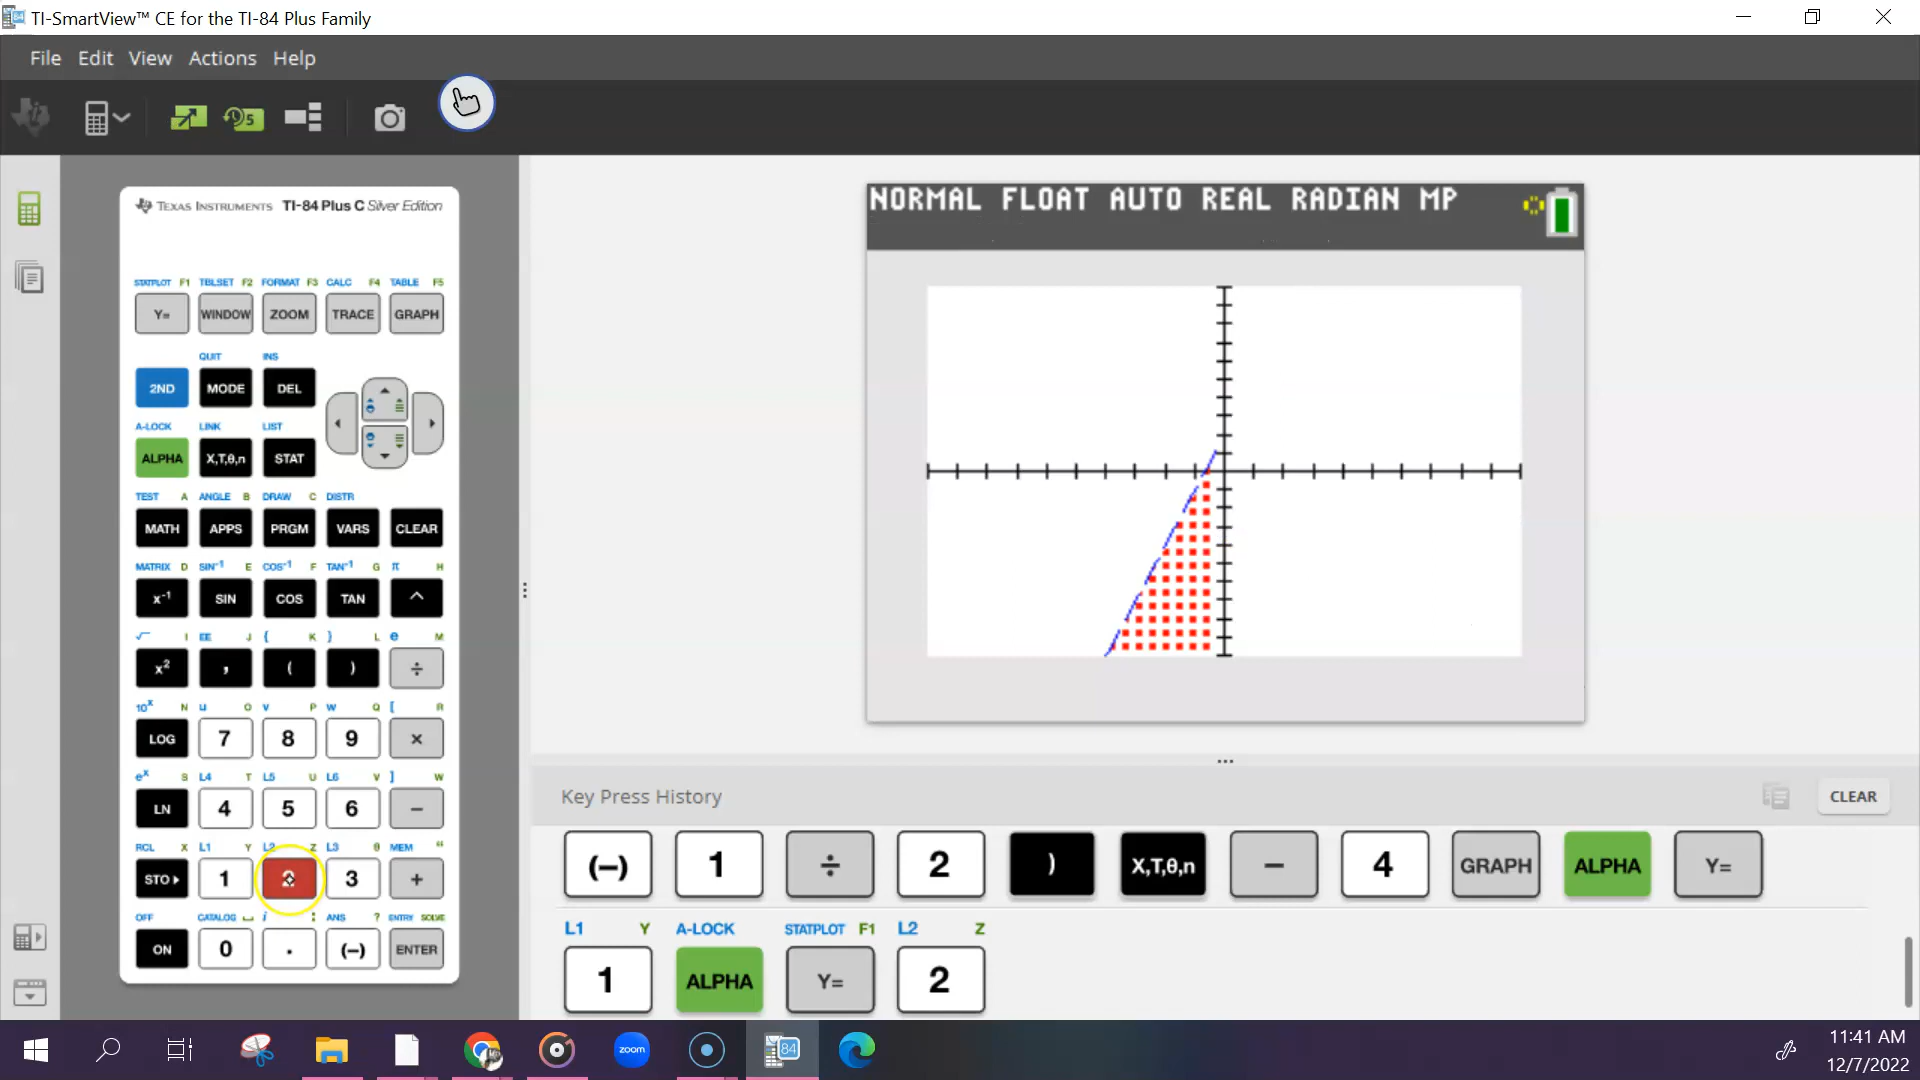 TI-SmartView™ CE for the TI-84 Plus Family
File Edit View Actions Help
5
TEXAS INSTRUMENTS TI-84 Plus C Silver Edition
NORMAL FLOAT AUTO REAL RADIAN MP
STATPLOT F1 TBLSET F2 FORMAT F3 CALC F4 TABLE F5
Y= WINDOW ZOOM TRACE GRAPH
QUIT INS
2ND MODE DEL
A-LOCK LINK LIST
ALPHA X,T,θ,n STAT
TEST A ANGLE B DRAW C DISTR
MATH APPS PRGM VARS CLEAR
MATRIX D SIN⁻¹ E COS⁻¹ F TAN⁻¹ G π H
x⁻¹ SIN COS TAN ^
√ I EE J { K } L e M
x² , ( ) ÷
10ˣ N u O v P w Q [ R
LOG 7 8 9 ×
eˣ S L4 T L5 U L6 V ] W
LN 4 5 6 −
RCL X L1 Y L2 Z L3 θ MEM "
STO▸ 1 2 3 +
OFF CATALOG ⎵ i : ANS ? ENTRY SOLVE
ON 0 . (−) ENTER
Key Press History
CLEAR
(−) 1 ÷ 2 ) X,T,θ,n − 4 GRAPH ALPHA Y=
L1 Y A-LOCK STATPLOT F1 L2 Z
1 ALPHA Y= 2
zoom
84
11:41 AM
12/7/2022